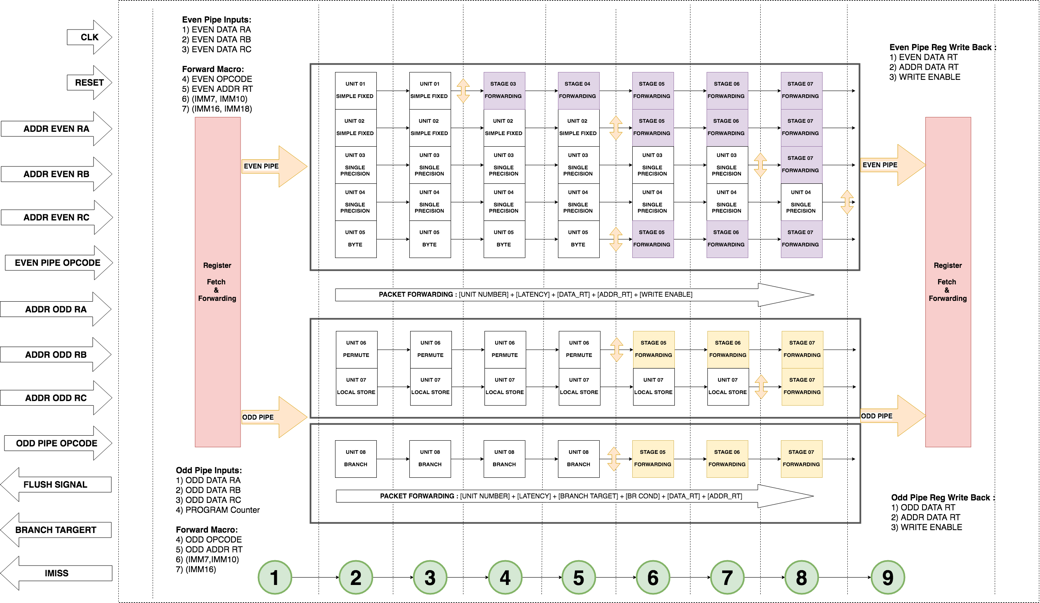 CLK
RESET
ADDR EVEN RA
ADDR EVEN RB
ADDR EVEN RC
EVEN PIPE OPCODE
ADDR ODD RA
ADDR ODD RB
ADDR ODD RC
ODD PIPE OPCODE
FLUSH SIGNAL
BRANCH TARGERT
IMISS
Even Pipe Inputs:
1) EVEN DATA RA
2) EVEN DATA RB
3) EVEN DATA RC
Forward Macro:
4) EVEN OPCODE
5) EVEN ADDR RT
6) (IMM7, IMM10)
7) (IMM16, IMM18)
Register
Fetch
&
Forwarding
EVEN PIPE
ODD PIPE
Odd Pipe Inputs:
1) ODD DATA RA
2) ODD DATA RB
3) ODD DATA RC
4) PROGRAM Counter
Forward Macro:
4) ODD OPCODE
5) ODD ADDR RT
6) (IMM7,IMM10)
7) (IMM16)
UNIT 01
SIMPLE FIXED
UNIT 01
SIMPLE FIXED
STAGE 03
FORWARDING
STAGE 04
FORWARDING
STAGE 05
FORWARDING
STAGE 06
FORWARDING
STAGE 07
FORWARDING
UNIT 02
SIMPLE FIXED
UNIT 02
SIMPLE FIXED
UNIT 02
SIMPLE FIXED
UNIT 02
SIMPLE FIXED
STAGE 05
FORWARDING
STAGE 06
FORWARDING
STAGE 07
FORWARDING
UNIT 03
SINGLE
PRECISION
UNIT 03
SINGLE
PRECISION
UNIT 03
SINGLE
PRECISION
UNIT 03
SINGLE
PRECISION
UNIT 03
SINGLE
PRECISION
UNIT 03
SINGLE
PRECISION
STAGE 07
FORWARDING
UNIT 04
SINGLE
PRECISION
UNIT 04
SINGLE
PRECISION
UNIT 04
SINGLE
PRECISION
UNIT 04
SINGLE
PRECISION
UNIT 04
SINGLE
PRECISION
UNIT 04
SINGLE
PRECISION
UNIT 04
SINGLE
PRECISION
UNIT 05
BYTE
UNIT 05
BYTE
UNIT 05
BYTE
UNIT 05
BYTE
STAGE 05
FORWARDING
STAGE 06
FORWARDING
STAGE 07
FORWARDING
PACKET FORWARDING : [UNIT NUMBER] + [LATENCY] + [DATA_RT] + [ADDR_RT] + [WRITE ENABLE]
UNIT 06
PERMUTE
UNIT 06
PERMUTE
UNIT 06
PERMUTE
UNIT 06
PERMUTE
STAGE 05
FORWARDING
STAGE 06
FORWARDING
STAGE 07
FORWARDING
UNIT 07
LOCAL STORE
UNIT 07
LOCAL STORE
UNIT 07
LOCAL STORE
UNIT 07
LOCAL STORE
UNIT 07
LOCAL STORE
UNIT 07
LOCAL STORE
STAGE 07
FORWARDING
UNIT 08
BRANCH
UNIT 08
BRANCH
UNIT 08
BRANCH
UNIT 08
BRANCH
STAGE 05
FORWARDING
STAGE 06
FORWARDING
STAGE 07
FORWARDING
PACKET FORWARDING : [UNIT NUMBER] + [LATENCY] + [BRANCH TARGET] + [BR COND] + [DATA_RT] + [ADDR_RT]
1 2 3 4 5 6 7 8 9
Even Pipe Reg Write Back :
1) EVEN DATA RT
2) ADDR DATA RT
3) WRITE ENABLE
EVEN PIPE
Register
Fetch
&
Forwarding
ODD PIPE
Odd Pipe Reg Write Back :
1) ODD DATA RT
2) ADDR DATA RT
3) WRITE ENABLE